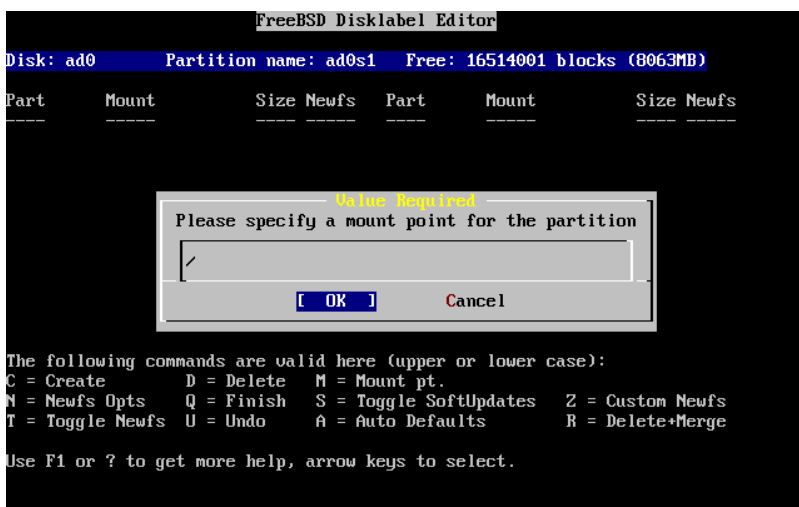 FreeBSD Disklabel Editor
Disk: ad0 Partition name: ad0s1 Free: 16514001 blocks (8063MB)
Part Mount Size Newfs Part Mount Size Newfs
---- ----- ---- ----- ---- ----- ---- -----
Value Required
Please specify a mount point for the partition
/
[ OK ] Cancel
The following commands are valid here (upper or lower case):
C = Create D = Delete M = Mount pt.
N = Newfs Opts Q = Finish S = Toggle SoftUpdates Z = Custom Newfs
T = Toggle Newfs U = Undo A = Auto Defaults R = Delete+Merge
Use F1 or ? to get more help, arrow keys to select.